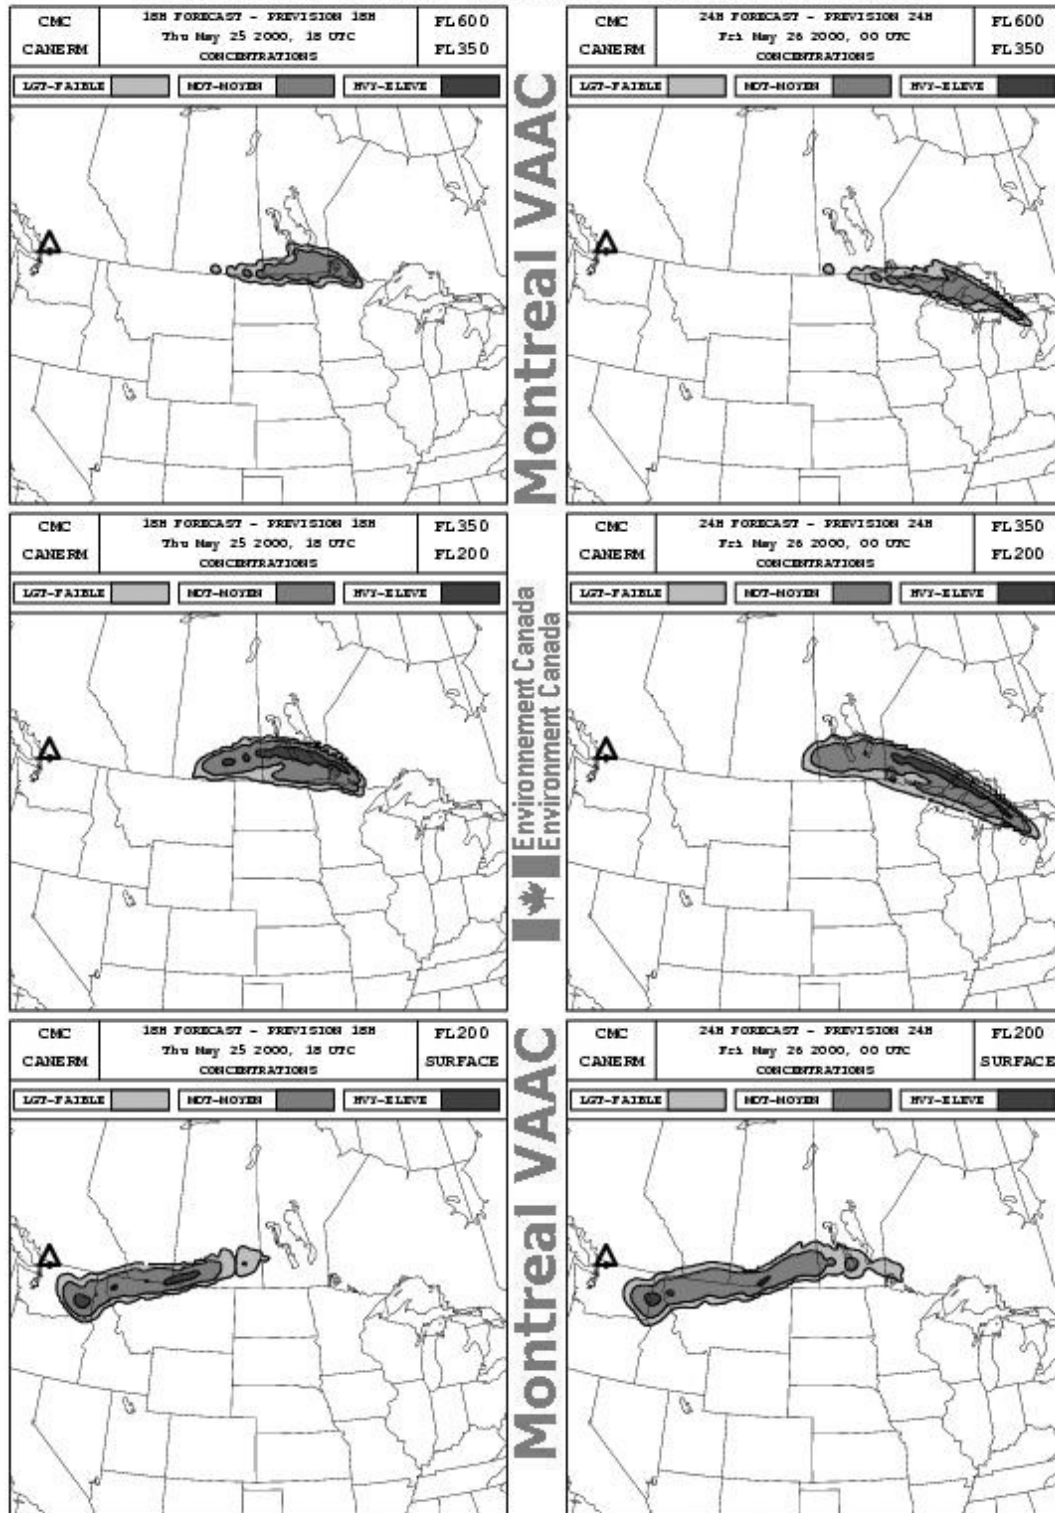 CMC
CANERM
18H FORECAST - PREVISION 18H
Thu May 25 2000, 18 UTC
CONCENTRATIONS
FL600
FL350
LGT-FAIBLE
MDT-MOYEN
HVY-ELEVE
CMC
CANERM
24H FORECAST - PREVISION 24H
Fri May 26 2000, 00 UTC
CONCENTRATIONS
FL600
FL350
LGT-FAIBLE
MDT-MOYEN
HVY-ELEVE
Montreal VAAC
CMC
CANERM
18H FORECAST - PREVISION 18H
Thu May 25 2000, 18 UTC
CONCENTRATIONS
FL350
FL200
LGT-FAIBLE
MDT-MOYEN
HVY-ELEVE
CMC
CANERM
24H FORECAST - PREVISION 24H
Fri May 26 2000, 00 UTC
CONCENTRATIONS
FL350
FL200
LGT-FAIBLE
MDT-MOYEN
HVY-ELEVE
Environnement Canada
Environment Canada
CMC
CANERM
18H FORECAST - PREVISION 18H
Thu May 25 2000, 18 UTC
CONCENTRATIONS
FL200
SURFACE
LGT-FAIBLE
MDT-MOYEN
HVY-ELEVE
CMC
CANERM
24H FORECAST - PREVISION 24H
Fri May 26 2000, 00 UTC
CONCENTRATIONS
FL200
SURFACE
LGT-FAIBLE
MDT-MOYEN
HVY-ELEVE
Montreal VAAC